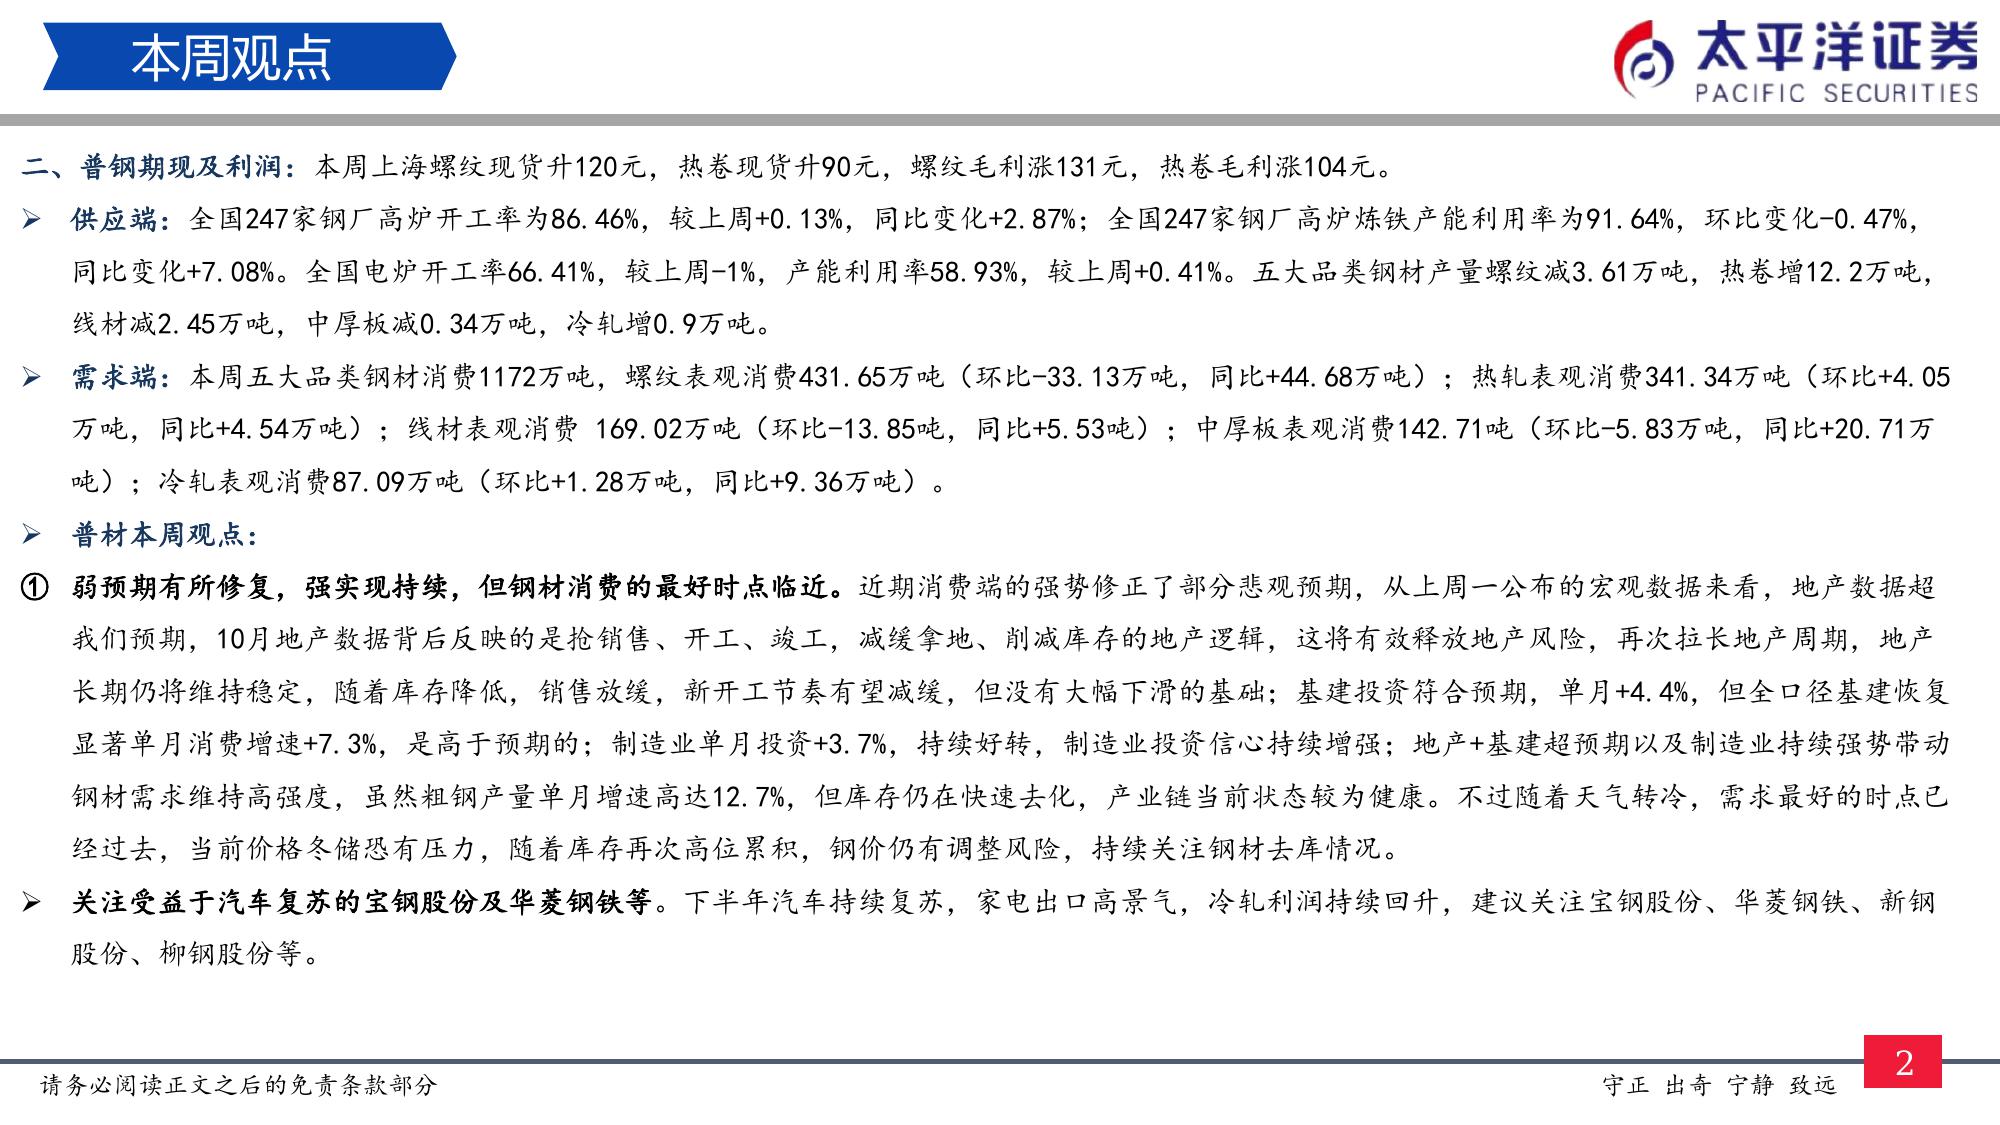 本周观点
太平洋证券
PACIFIC SECURITIES
二、普钢期现及利润：本周上海螺纹现货升120元，热卷现货升90元，螺纹毛利涨131元，热卷毛利涨104元。
➢ 供应端：全国247家钢厂高炉开工率为86.46%，较上周+0.13%，同比变化+2.87%；全国247家钢厂高炉炼铁产能利用率为91.64%，环比变化-0.47%，
同比变化+7.08%。全国电炉开工率66.41%，较上周-1%，产能利用率58.93%，较上周+0.41%。五大品类钢材产量螺纹减3.61万吨，热卷增12.2万吨，
线材减2.45万吨，中厚板减0.34万吨，冷轧增0.9万吨。
➢ 需求端：本周五大品类钢材消费1172万吨，螺纹表观消费431.65万吨（环比-33.13万吨，同比+44.68万吨）；热轧表观消费341.34万吨（环比+4.05
万吨，同比+4.54万吨）；线材表观消费 169.02万吨（环比-13.85吨，同比+5.53吨）；中厚板表观消费142.71吨（环比-5.83万吨，同比+20.71万
吨）；冷轧表观消费87.09万吨（环比+1.28万吨，同比+9.36万吨）。
➢ 普材本周观点：
① 弱预期有所修复，强实现持续，但钢材消费的最好时点临近。近期消费端的强势修正了部分悲观预期，从上周一公布的宏观数据来看，地产数据超
我们预期，10月地产数据背后反映的是抢销售、开工、竣工，减缓拿地、削减库存的地产逻辑，这将有效释放地产风险，再次拉长地产周期，地产
长期仍将维持稳定，随着库存降低，销售放缓，新开工节奏有望减缓，但没有大幅下滑的基础；基建投资符合预期，单月+4.4%，但全口径基建恢复
显著单月消费增速+7.3%，是高于预期的；制造业单月投资+3.7%，持续好转，制造业投资信心持续增强；地产+基建超预期以及制造业持续强势带动
钢材需求维持高强度，虽然粗钢产量单月增速高达12.7%，但库存仍在快速去化，产业链当前状态较为健康。不过随着天气转冷，需求最好的时点已
经过去，当前价格冬储恐有压力，随着库存再次高位累积，钢价仍有调整风险，持续关注钢材去库情况。
➢ 关注受益于汽车复苏的宝钢股份及华菱钢铁等。下半年汽车持续复苏，家电出口高景气，冷轧利润持续回升，建议关注宝钢股份、华菱钢铁、新钢
股份、柳钢股份等。
请务必阅读正文之后的免责条款部分
守正 出奇 宁静 致远
2